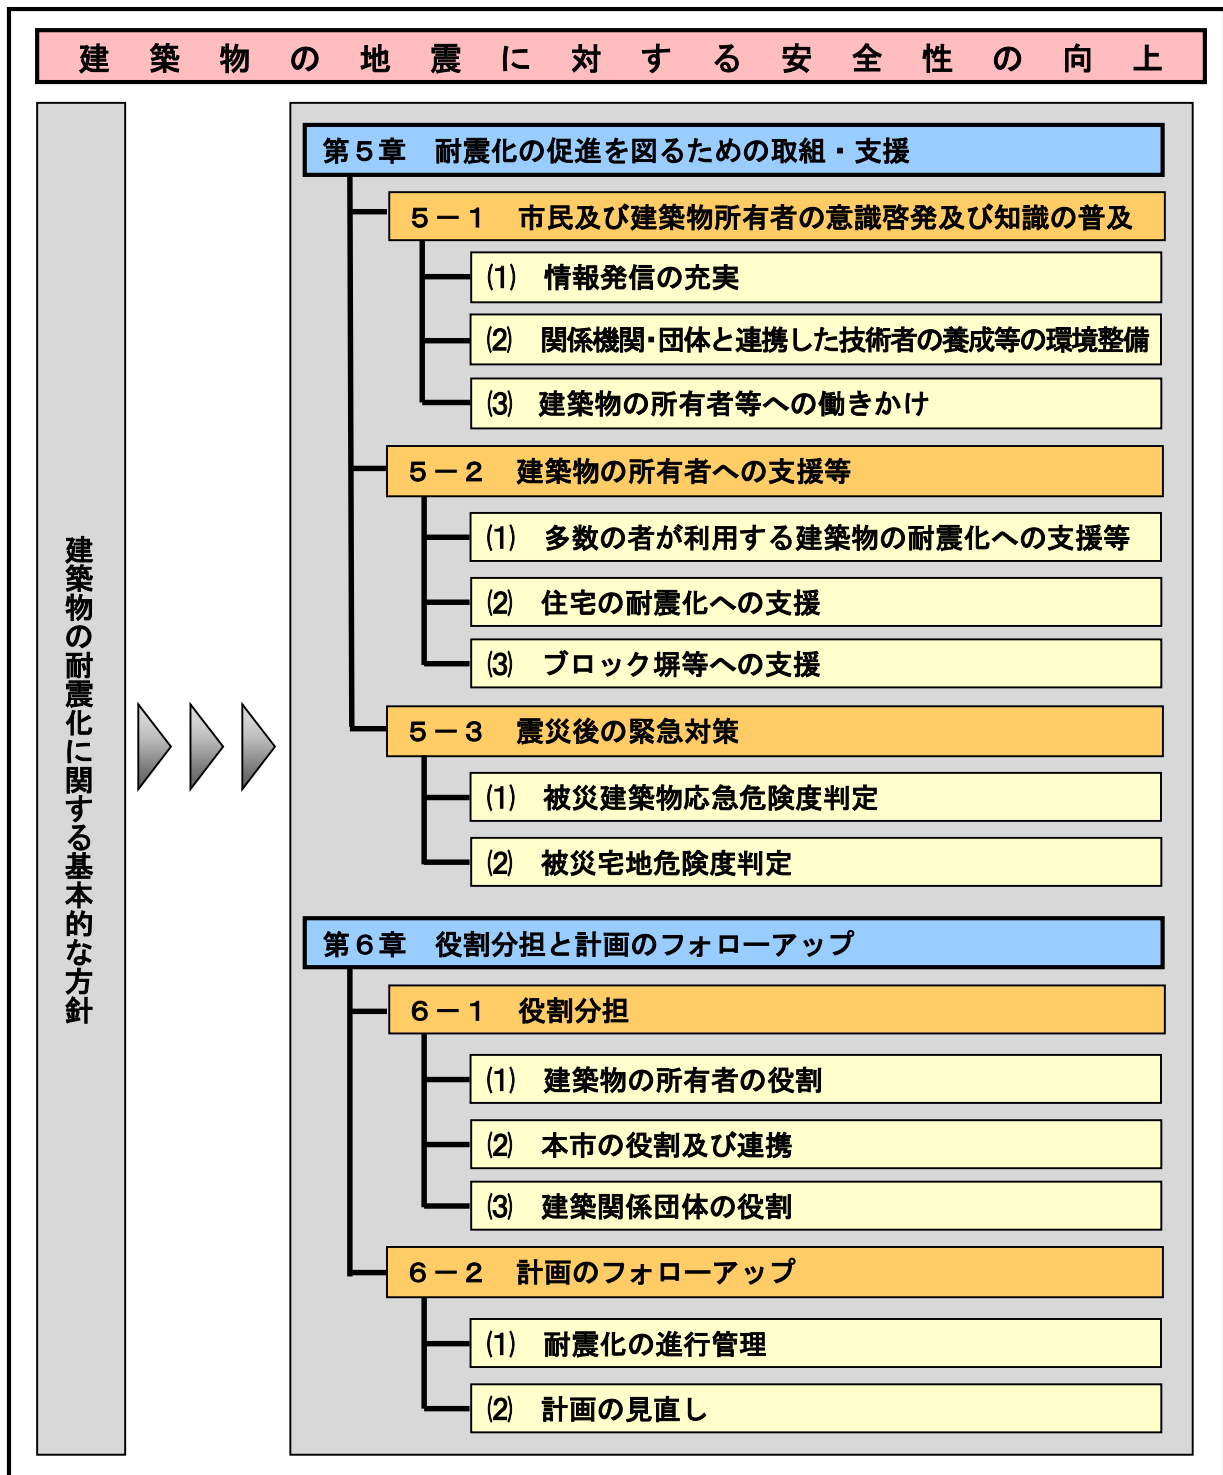 建築物の地震に対する安全性の向上
建築物の耐震化に関する基本的な方針
第５章　耐震化の促進を図るための取組・支援
５－１　市民及び建築物所有者の意識啓発及び知識の普及
⑴　情報発信の充実
⑵　関係機関・団体と連携した技術者の養成等の環境整備
⑶　建築物の所有者等への働きかけ
５－２　建築物の所有者への支援等
⑴　多数の者が利用する建築物の耐震化への支援等
⑵　住宅の耐震化への支援
⑶　ブロック塀等への支援
５－３　震災後の緊急対策
⑴　被災建築物応急危険度判定
⑵　被災宅地危険度判定
第６章　役割分担と計画のフォローアップ
６－１　役割分担
⑴　建築物の所有者の役割
⑵　本市の役割及び連携
⑶　建築関係団体の役割
６－２　計画のフォローアップ
⑴　耐震化の進行管理
⑵　計画の見直し